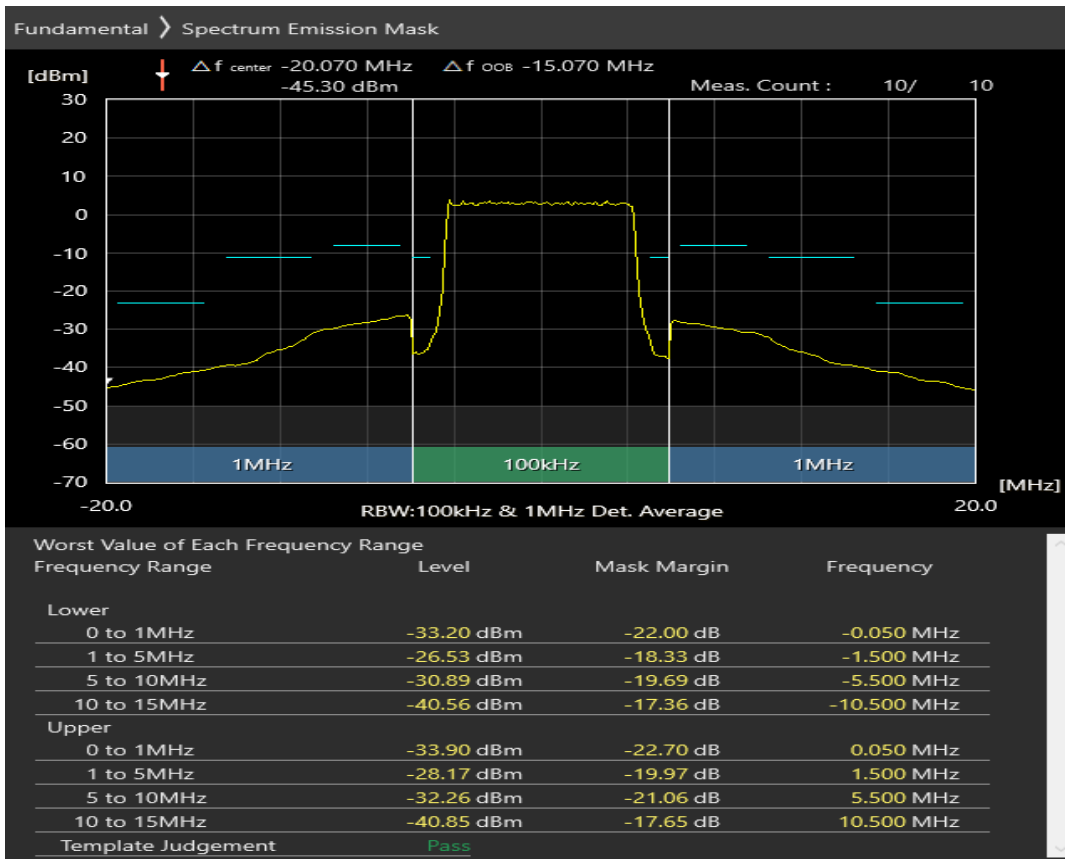 Fundamental ❯ Spectrum Emission Mask
[dBm] △f center -20.070 MHz △f OOB -15.070 MHz
-45.30 dBm Meas. Count : 10/ 10
30
20
10
0
-10
-20
-30
-40
-50
-60
1MHz 100kHz 1MHz
-70
[MHz]
-20.0 RBW:100kHz & 1MHz Det. Average 20.0
Worst Value of Each Frequency Range
Frequency Range Level Mask Margin Frequency
Lower
0 to 1MHz -33.20 dBm -22.00 dB -0.050 MHz
1 to 5MHz -26.53 dBm -18.33 dB -1.500 MHz
5 to 10MHz -30.89 dBm -19.69 dB -5.500 MHz
10 to 15MHz -40.56 dBm -17.36 dB -10.500 MHz
Upper
0 to 1MHz -33.90 dBm -22.70 dB 0.050 MHz
1 to 5MHz -28.17 dBm -19.97 dB 1.500 MHz
5 to 10MHz -32.26 dBm -21.06 dB 5.500 MHz
10 to 15MHz -40.85 dBm -17.65 dB 10.500 MHz
Template Judgement Pass